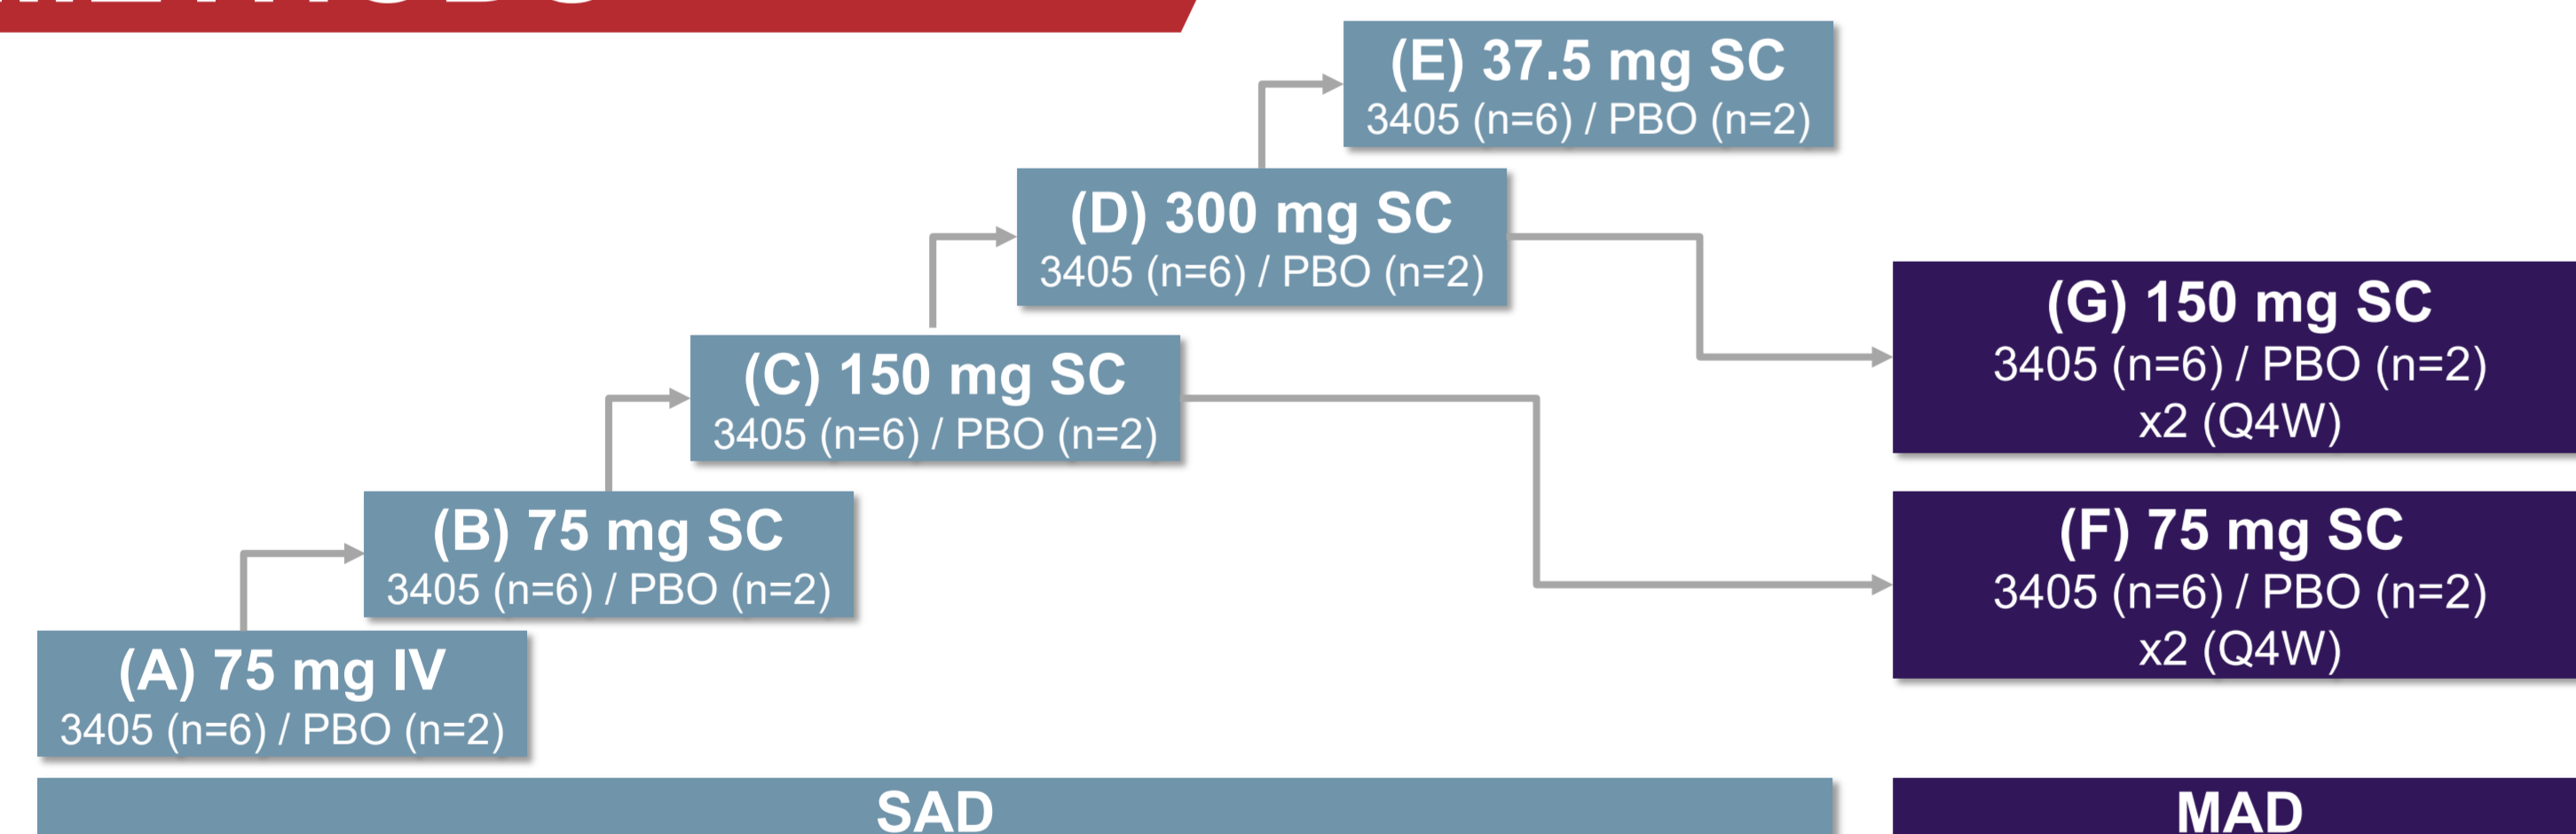 (E) 37.5 mg SC
3405 (n=6) / PBO (n=2)
(D) 300 mg SC
3405 (n=6) / PBO (n=2)
(G) 150 mg SC
3405 (n=6) / PBO (n=2)
x2 (Q4W)
(C) 150 mg SC
3405 (n=6) / PBO (n=2)
(B) 75 mg SC
3405 (n=6) / PBO (n=2)
(F) 75 mg SC
3405 (n=6) / PBO (n=2)
x2 (Q4W)
(A) 75 mg IV
3405 (n=6) / PBO (n=2)
SAD
MAD